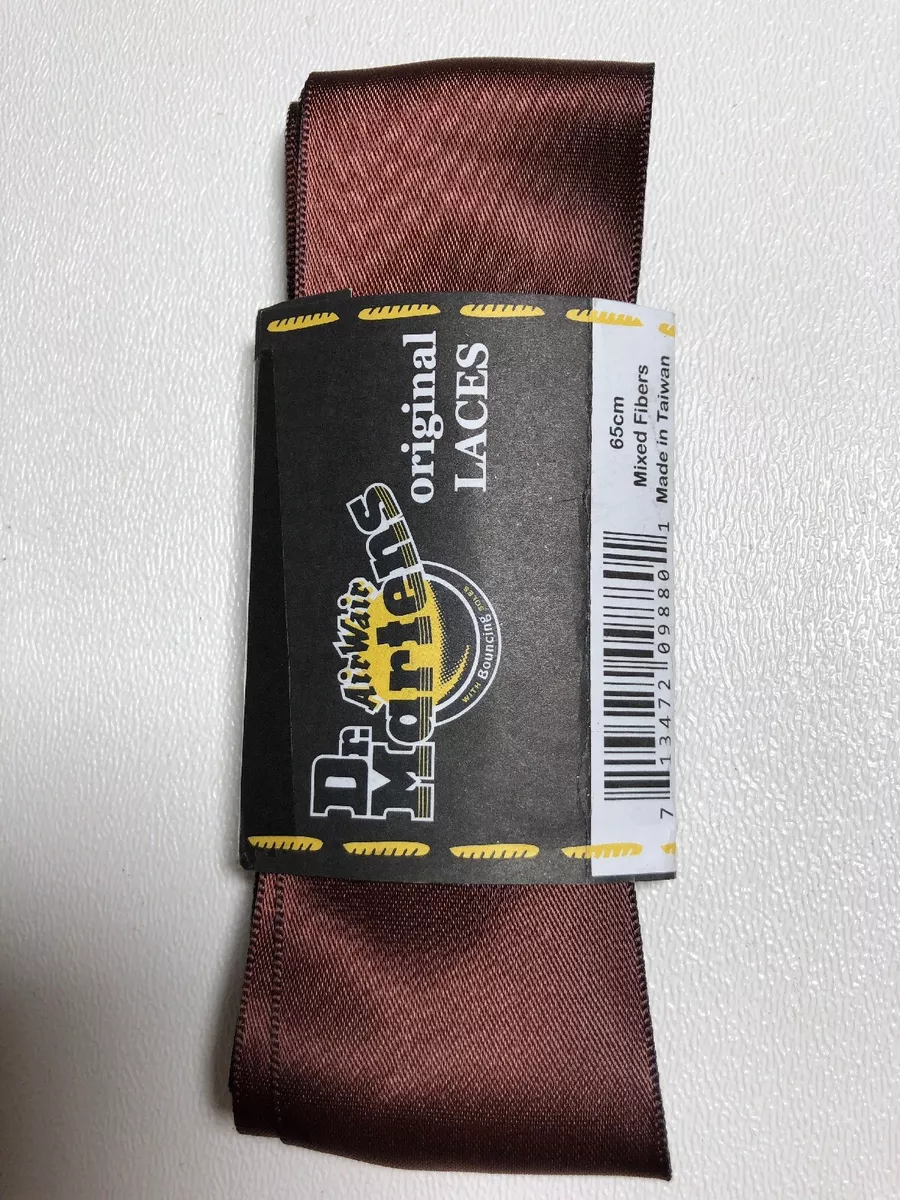 Dr. AirWair
Martens
WITH Bouncing SOLES
original
LACES
65cm
Mixed Fibers
Made in Taiwan
7 13472 09880 1